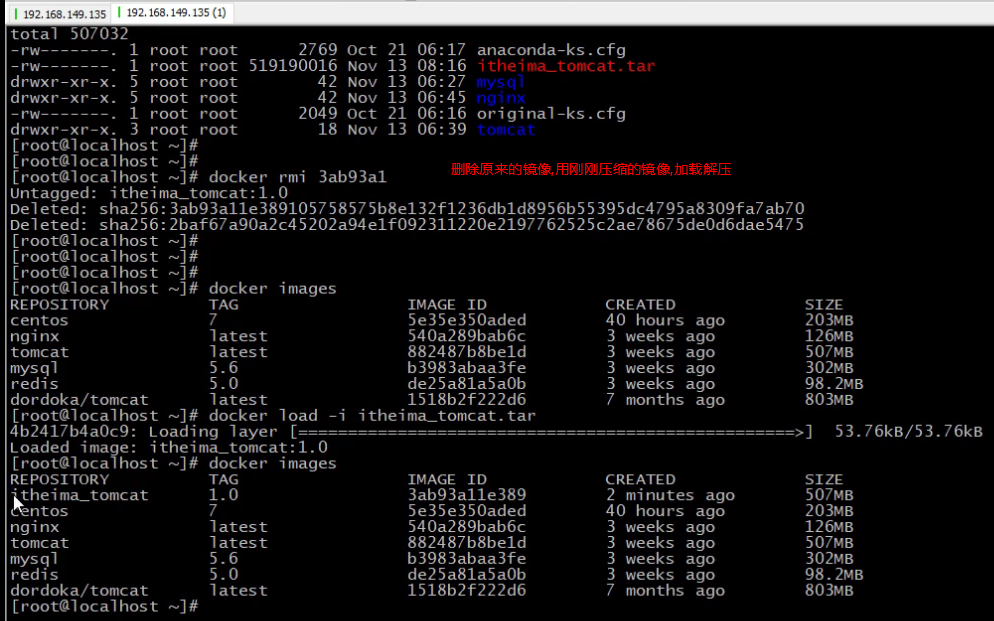 192.168.149.135 192.168.149.135 (1)
total 507032
-rw-------. 1 root root 2769 Oct 21 06:17 anaconda-ks.cfg
-rw-------. 1 root root 519190016 Nov 13 08:16 itheima_tomcat.tar
drwxr-xr-x. 5 root root 42 Nov 13 06:27 mysql
drwxr-xr-x. 5 root root 42 Nov 13 06:45 nginx
-rw-------. 1 root root 2049 Oct 21 06:16 original-ks.cfg
drwxr-xr-x. 3 root root 18 Nov 13 06:39 tomcat
[root@localhost ~]#
[root@localhost ~]#
[root@localhost ~]# docker rmi 3ab93a1 删除原来的镜像,用刚刚压缩的镜像,加载解压
Untagged: itheima_tomcat:1.0
Deleted: sha256:3ab93a11e389105758575b8e132f1236db1d8956b55395dc4795a8309fa7ab70
Deleted: sha256:2baf67a90a2c45202a94e1f092311220e2197762525c2ae78675de0d6dae5475
[root@localhost ~]#
[root@localhost ~]#
[root@localhost ~]#
[root@localhost ~]# docker images
REPOSITORY TAG IMAGE ID CREATED SIZE
centos 7 5e35e350aded 40 hours ago 203MB
nginx latest 540a289bab6c 3 weeks ago 126MB
tomcat latest 882487b8be1d 3 weeks ago 507MB
mysql 5.6 b3983abaa3fe 3 weeks ago 302MB
redis 5.0 de25a81a5a0b 3 weeks ago 98.2MB
dordoka/tomcat latest 1518b2f222d6 7 months ago 803MB
[root@localhost ~]# docker load -i itheima_tomcat.tar
4b2417b4a0c9: Loading layer [==================================================>] 53.76kB/53.76kB
Loaded image: itheima_tomcat:1.0
[root@localhost ~]# docker images
REPOSITORY TAG IMAGE ID CREATED SIZE
itheima_tomcat 1.0 3ab93a11e389 2 minutes ago 507MB
centos 7 5e35e350aded 40 hours ago 203MB
nginx latest 540a289bab6c 3 weeks ago 126MB
tomcat latest 882487b8be1d 3 weeks ago 507MB
mysql 5.6 b3983abaa3fe 3 weeks ago 302MB
redis 5.0 de25a81a5a0b 3 weeks ago 98.2MB
dordoka/tomcat latest 1518b2f222d6 7 months ago 803MB
[root@localhost ~]#